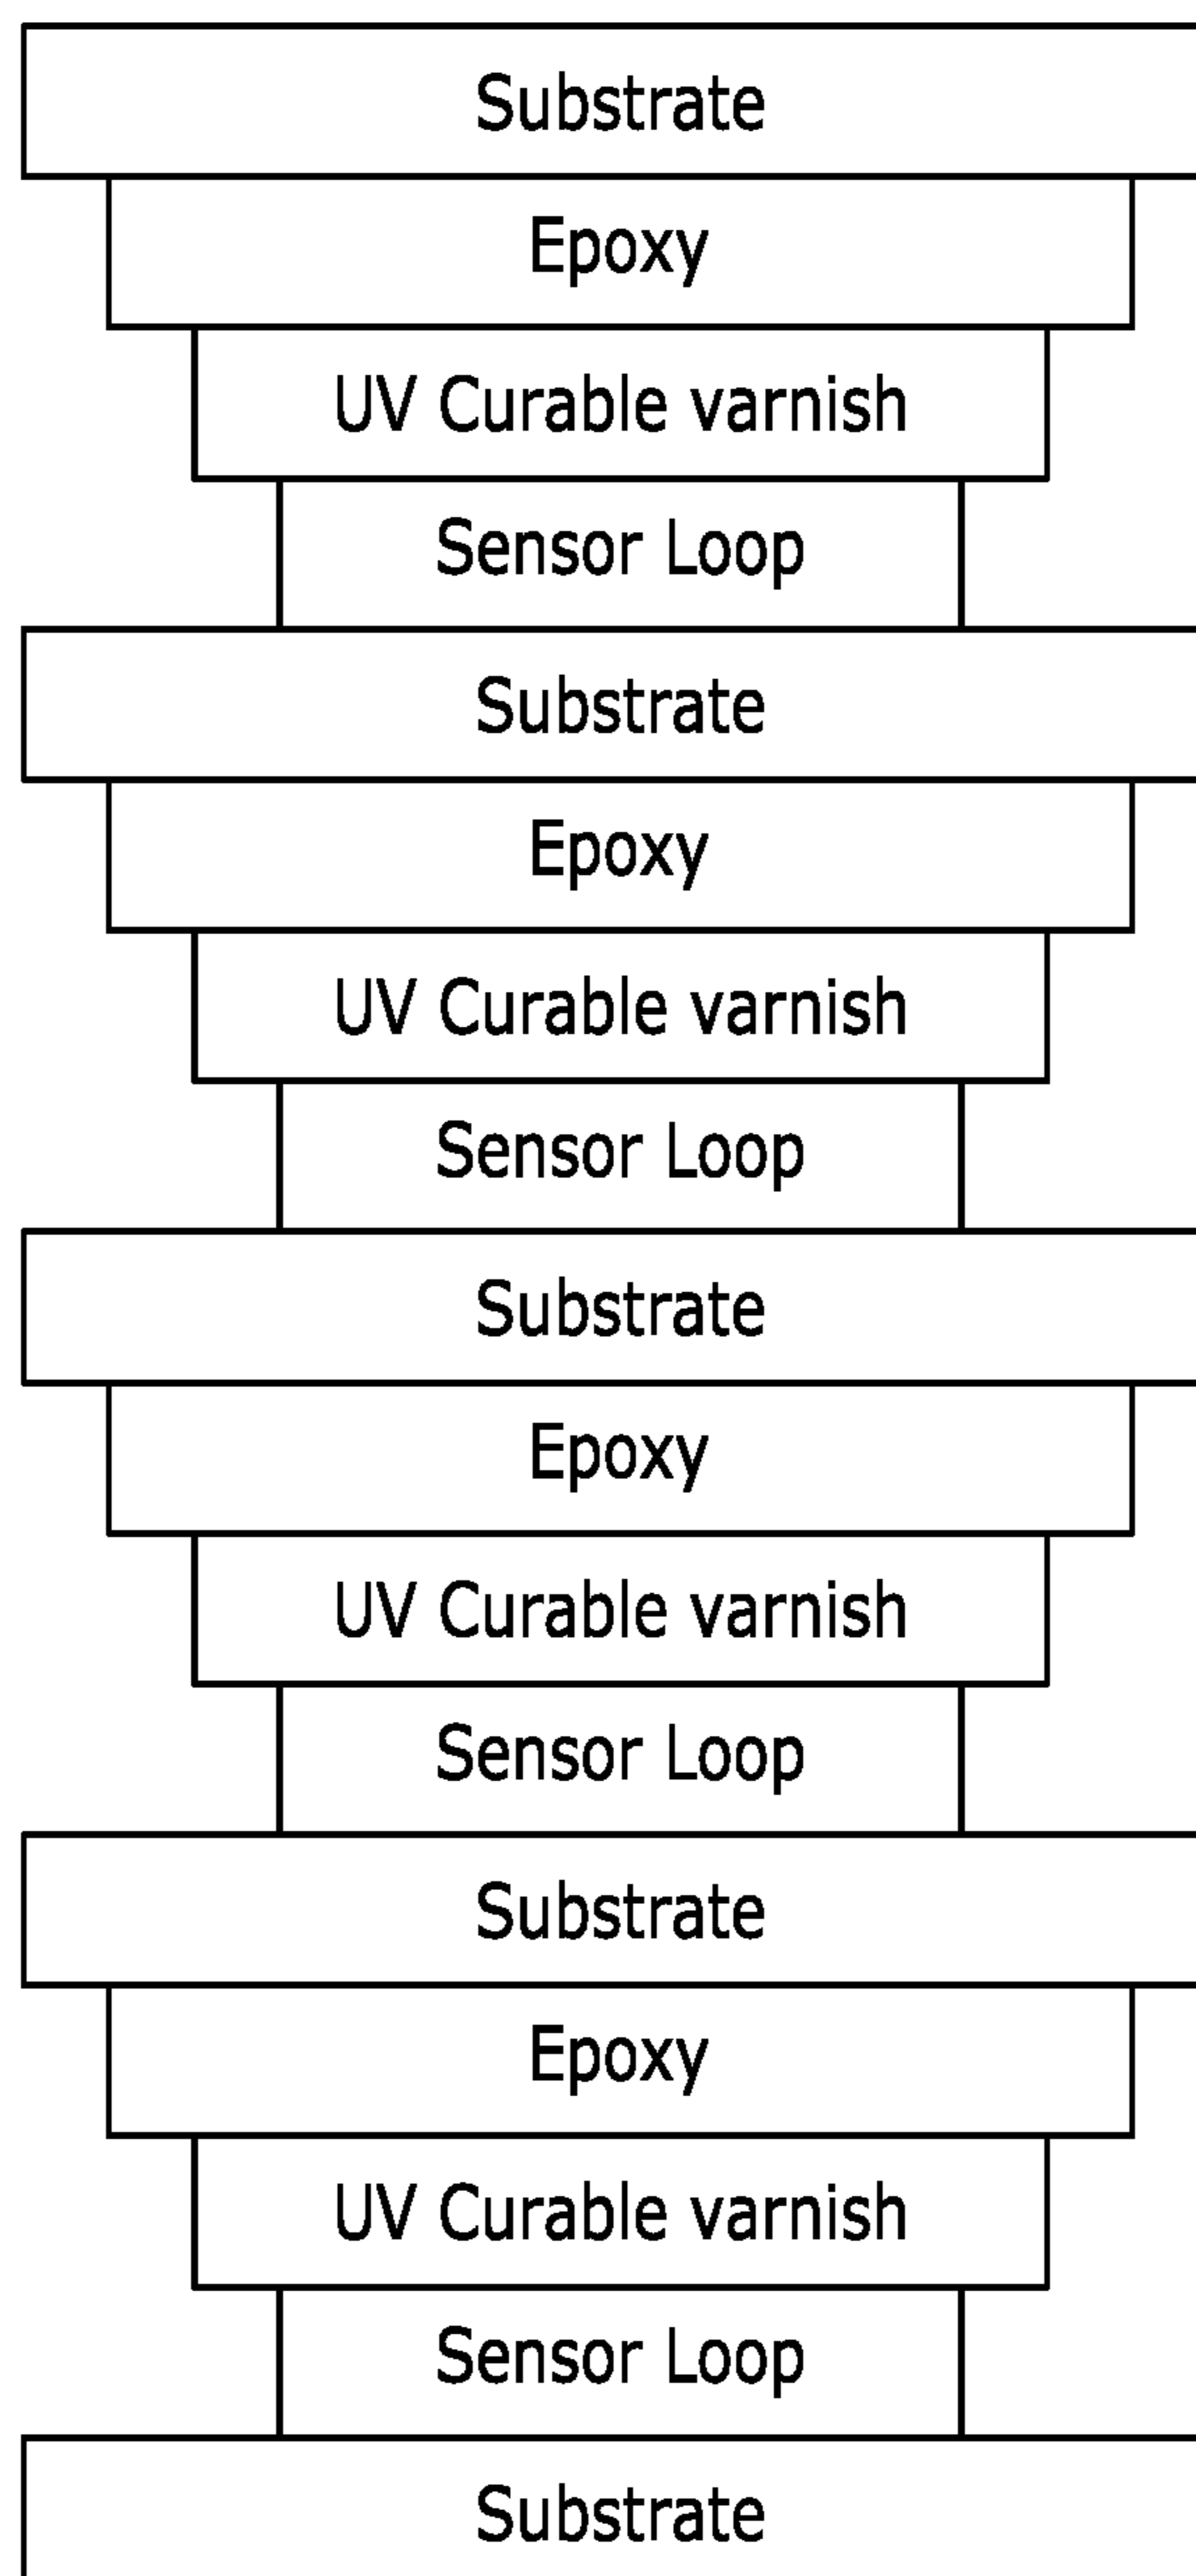 Substrate
Epoxy
UV Curable varnish
Sensor Loop
Substrate
Epoxy
UV Curable varnish
Sensor Loop
Substrate
Epoxy
UV Curable varnish
Sensor Loop
Substrate
Epoxy
UV Curable varnish
Sensor Loop
Substrate